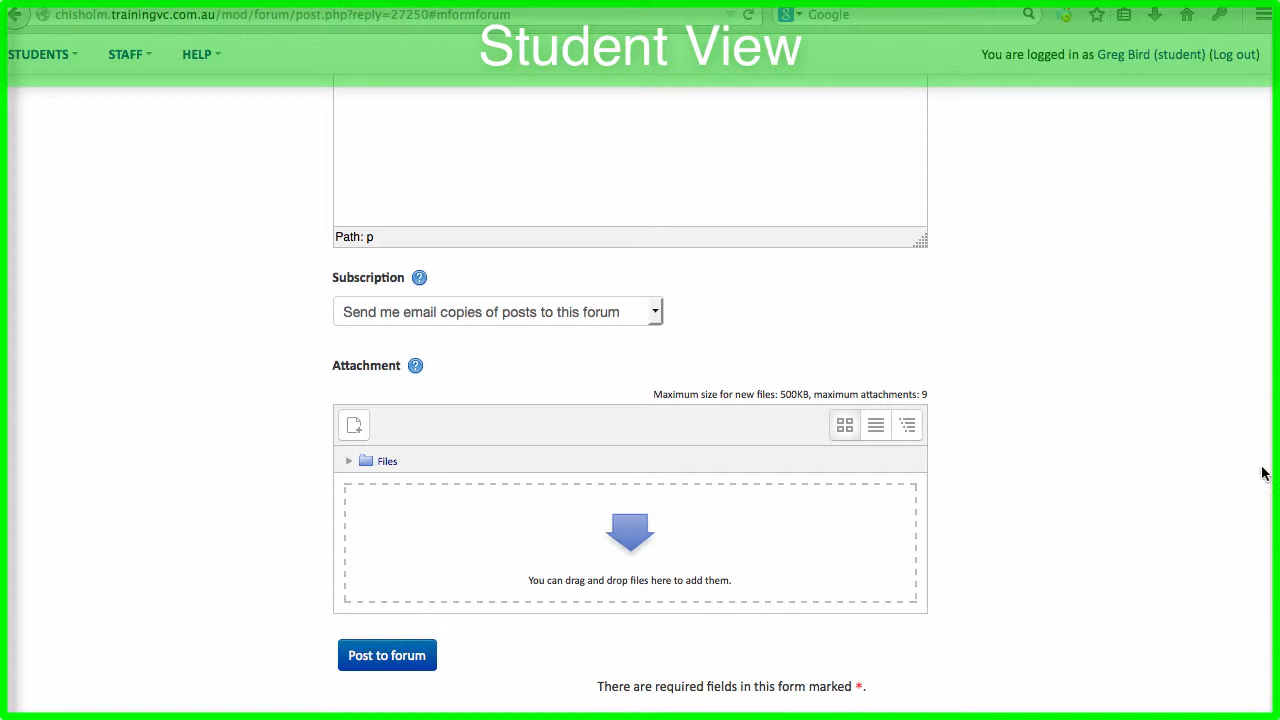 chisholm.trainingvc.com.au/mod/forum/post.php?reply=27250#mformforum
Google
Student View
STUDENTS STAFF HELP
You are logged in as Greg Bird (student) (Log out)
Path: p
Subscription
Send me email copies of posts to this forum
Attachment
Maximum size for new files: 500KB, maximum attachments: 9
Files
You can drag and drop files here to add them.
Post to forum
There are required fields in this form marked *.